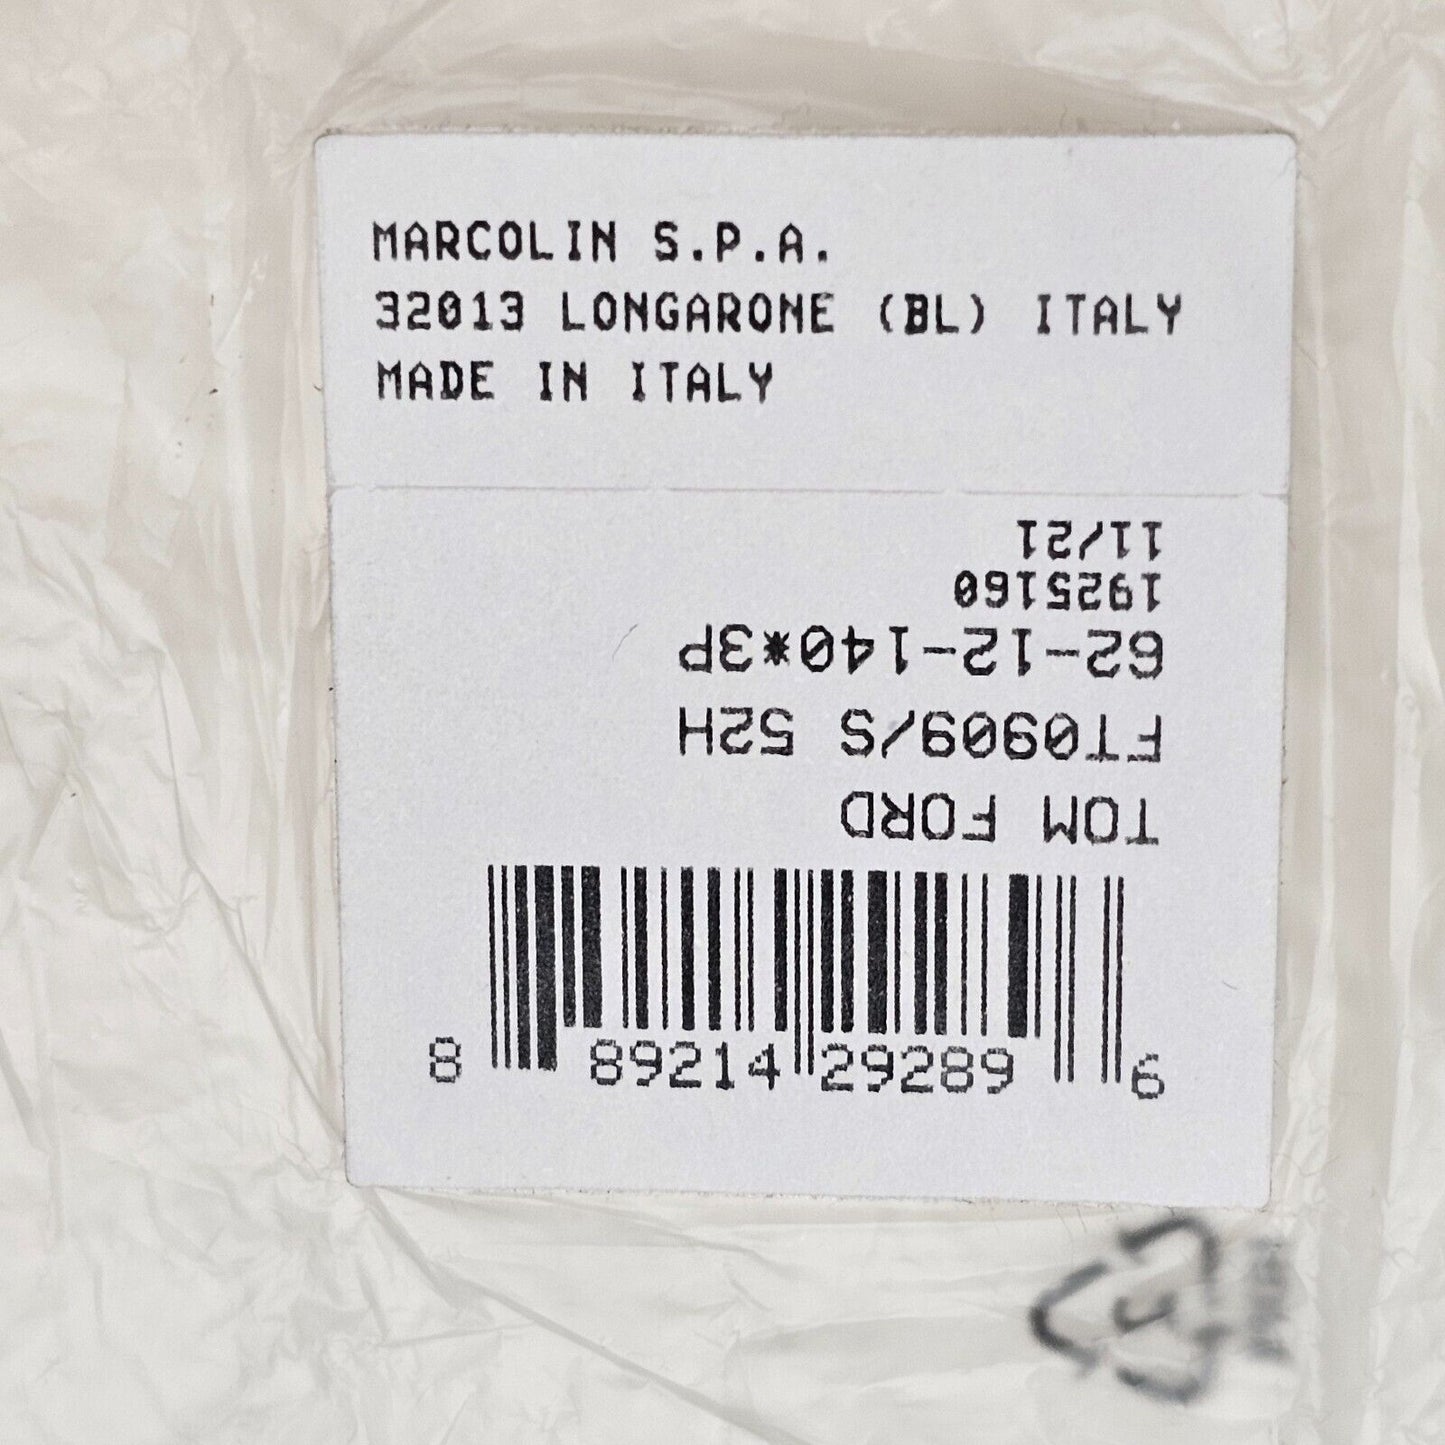 MARCOLIN S.P.A.
32013 LONGARONE (BL) ITALY
MADE IN ITALY
TOM FORD
FT0909/S 52H
62-12-140*3P
1925160
11/21
8 89214 29289 6